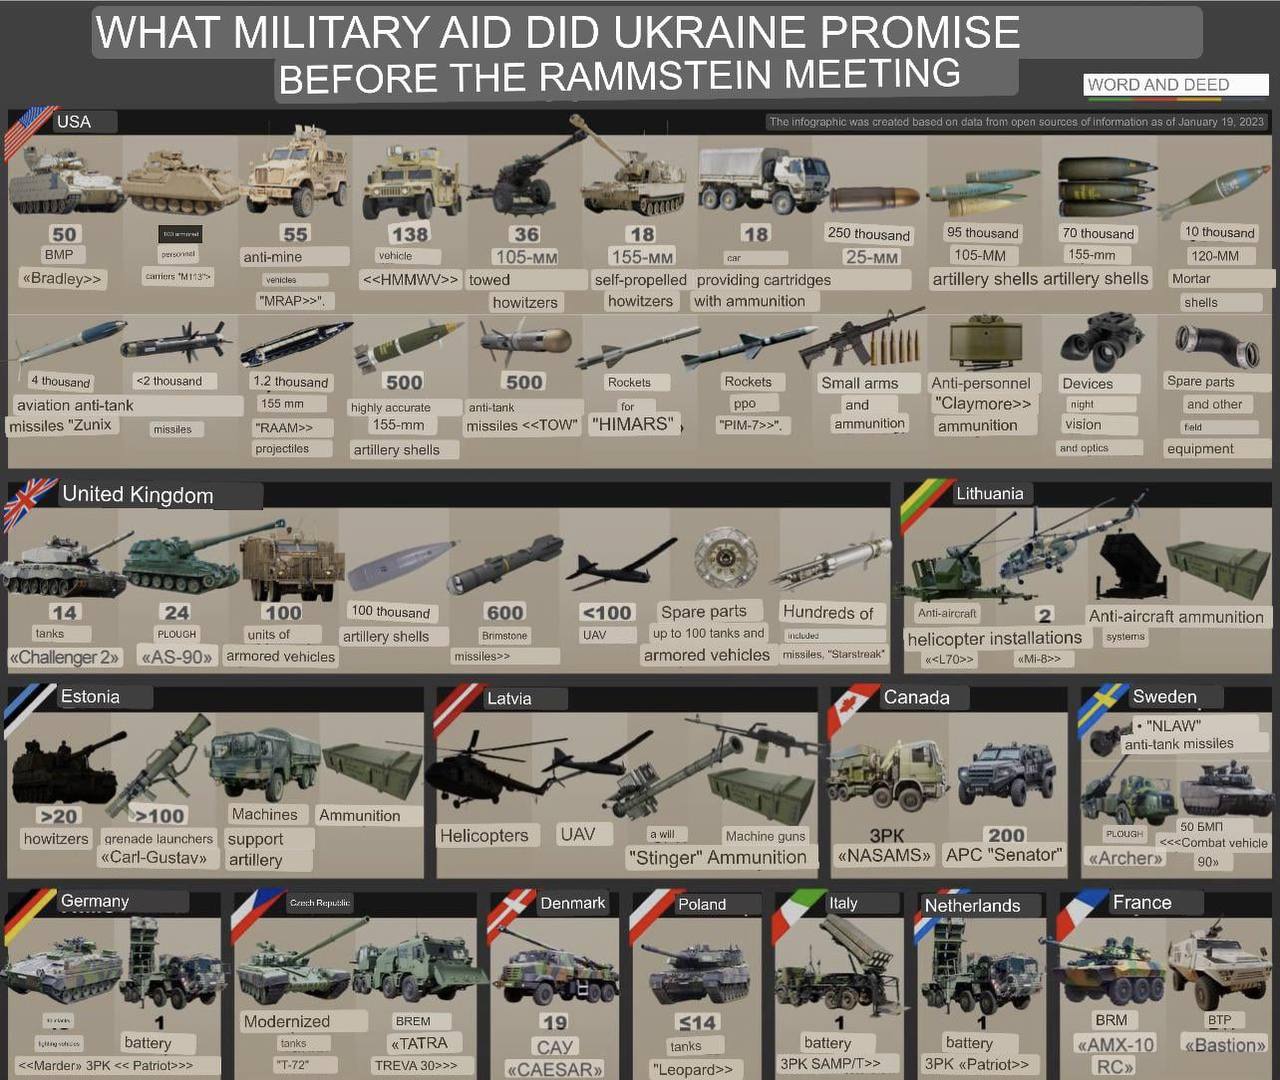 WHAT MILITARY AID DID UKRAINE PROMISE
BEFORE THE RAMMSTEIN MEETING
WORD AND DEED
USA
The infographic was created based on data from open sources of information as of January 19, 2023
50
BMP
«Bradley>>
personnel
carriers "M113">
55
anti-mine
vehicles
"MRAP>>".
138
vehicle
<<HMMWV>>
36
105-мм
towed
howitzers
18
155-мм
self-propelled
howitzers
18
car
providing cartridges
with ammunition
250 thousand
25-мм
95 thousand
105-MM
artillery shells
70 thousand
155-mm
artillery shells
10 thousand
120-MM
Mortar
shells
4 thousand
aviation anti-tank
missiles "Zunix
<2 thousand
missiles
1.2 thousand
155 mm
"RAAM>>
projectiles
500
highly accurate
155-mm
artillery shells
500
anti-tank
missiles <<TOW"
Rockets
for
"HIMARS"
Rockets
ppo
"PIM-7>>".
Small arms
and
ammunition
Anti-personnel
"Claymore>>
ammunition
Devices
night
vision
and optics
Spare parts
and other
field
equipment
United Kingdom
14
tanks
«Challenger 2»
24
PLOUGH
«AS-90»
100
units of
armored vehicles
100 thousand
artillery shells
600
Brimstone
missiles>>
<100
UAV
Spare parts
up to 100 tanks and
armored vehicles
Hundreds of
included
missiles, "Starstreak"
Lithuania
Anti-aircraft
2
Anti-aircraft ammunition
helicopter installations
systems
«<L70>>
«Mi-8>>
Estonia
>20
howitzers
>100
grenade launchers
«Carl-Gustav»
Machines
support
artillery
Ammunition
Latvia
Helicopters
UAV
a will
Machine guns
"Stinger" Ammunition
Canada
ЗРК
«NASAMS»
200
APC "Senator"
Sweden
• "NLAW"
anti-tank missiles
PLOUGH
«Archer»
50 БМП
<<<Combat vehicle
90»
Germany
fighting vehicles
1
battery
<<Marder» 3PK << Patriot>>>
Czech Republic
Modernized
tanks
"T-72"
BREM
«TATRA
TREVA 30>>>
Denmark
19
САУ
«CAESAR»
Poland
≤14
tanks
"Leopard>>
Italy
1
battery
3PK SAMP/T>>
Netherlands
1
battery
3PK «Patriot>>
France
BRM
«AMX-10
RC»
BTP
«Bastion»